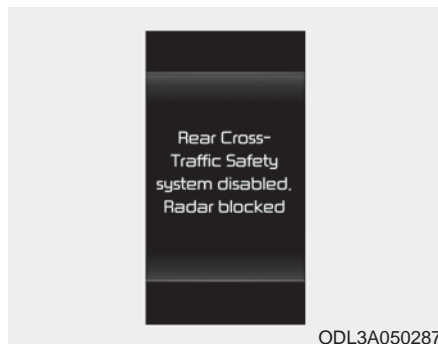 Rear Cross-
Traffic Safety
system disabled.
Radar blocked
ODL3A050287